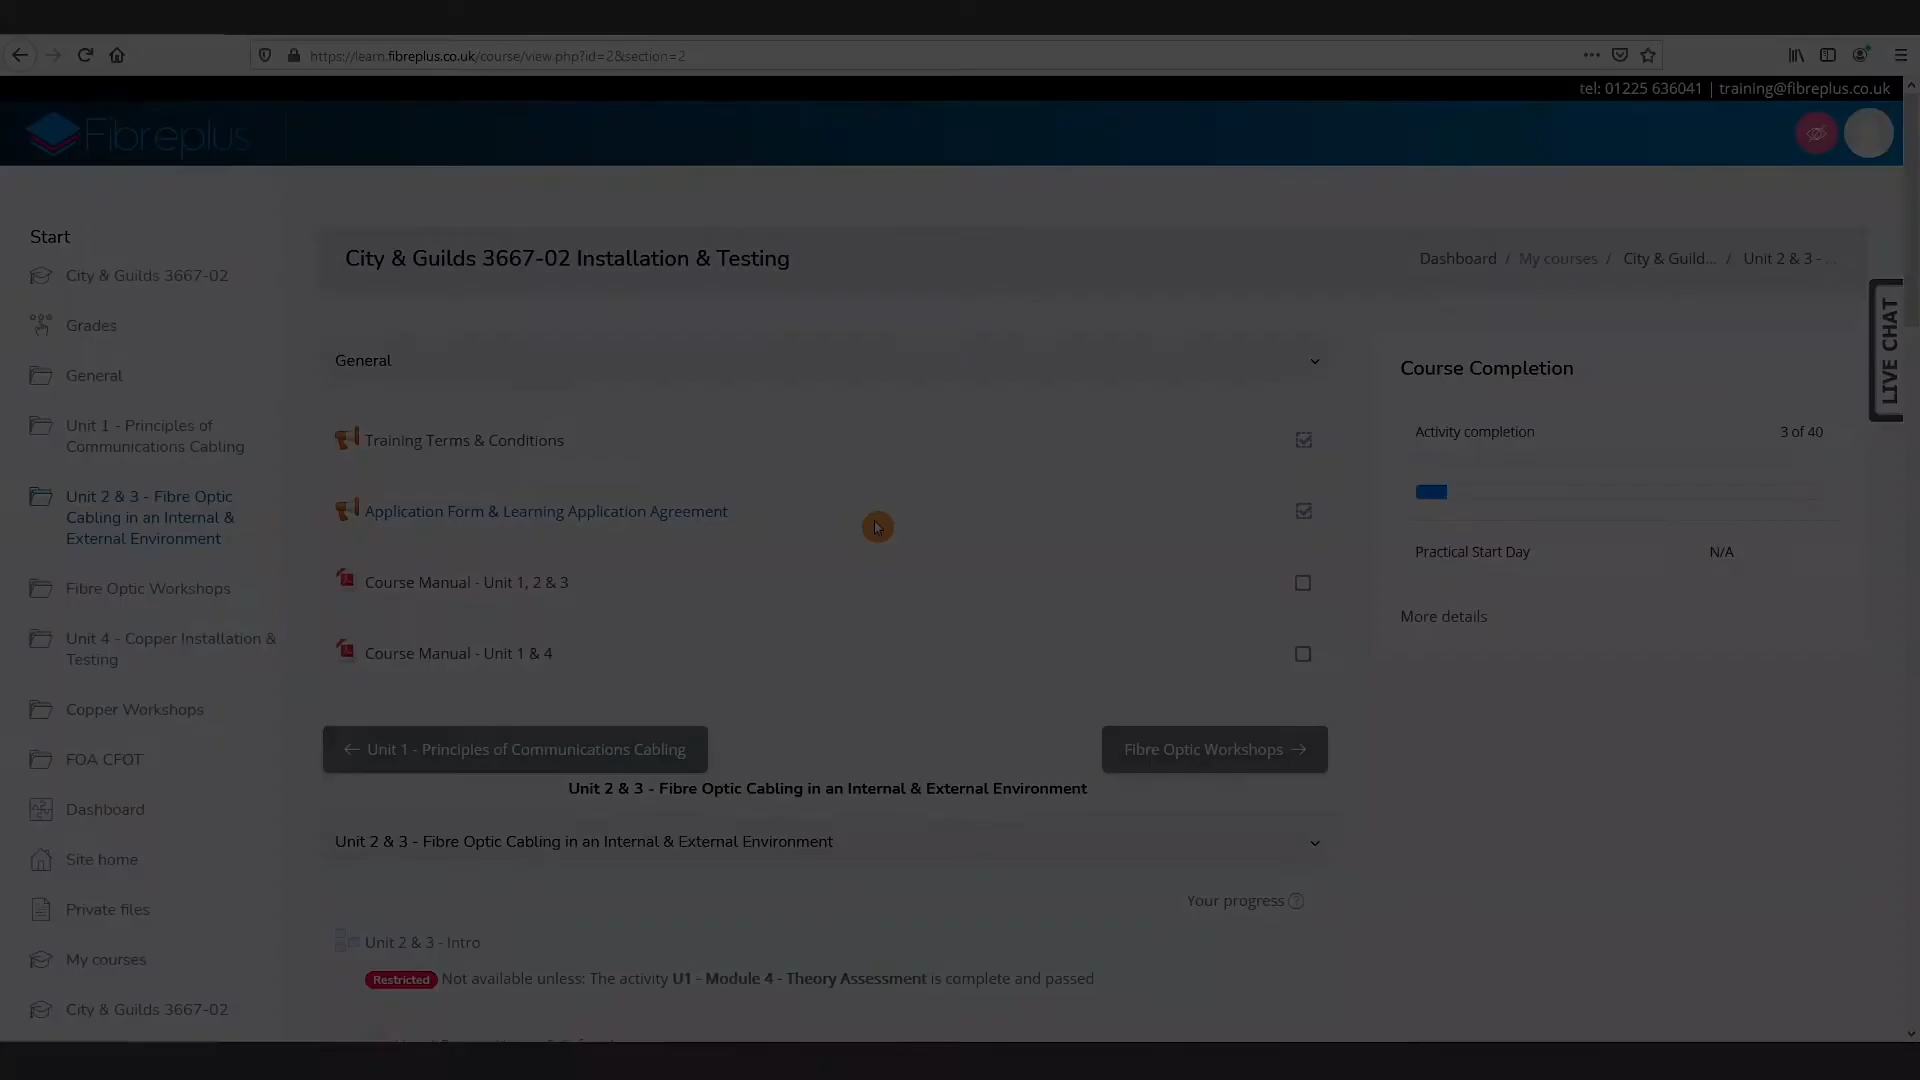 https://learn.fibreplus.co.uk/course/view.php?id=2&section=2
tel: 01225 636041 | training@fibreplus.co.uk
Fibreplus
Start
City & Guilds 3667-02
Grades
General
Unit 1 - Principles of
Communications Cabling
Unit 2 & 3 - Fibre Optic
Cabling in an Internal &
External Environment
Fibre Optic Workshops
Unit 4 - Copper Installation &
Testing
Copper Workshops
FOA CFOT
Dashboard
Site home
Private files
My courses
City & Guilds 3667-02
City & Guilds 3667-02 Installation & Testing
Dashboard / My courses / City & Guild... / Unit 2 & 3 - ...
General
Training Terms & Conditions
Application Form & Learning Application Agreement
Course Manual - Unit 1, 2 & 3
Course Manual - Unit 1 & 4
← Unit 1 - Principles of Communications Cabling
Fibre Optic Workshops →
Unit 2 & 3 - Fibre Optic Cabling in an Internal & External Environment
Unit 2 & 3 - Fibre Optic Cabling in an Internal & External Environment
Your progress
Unit 2 & 3 - Intro
Restricted Not available unless: The activity U1 - Module 4 - Theory Assessment is complete and passed
Course Completion
Activity completion 3 of 40
Practical Start Day N/A
More details
LIVE CHAT